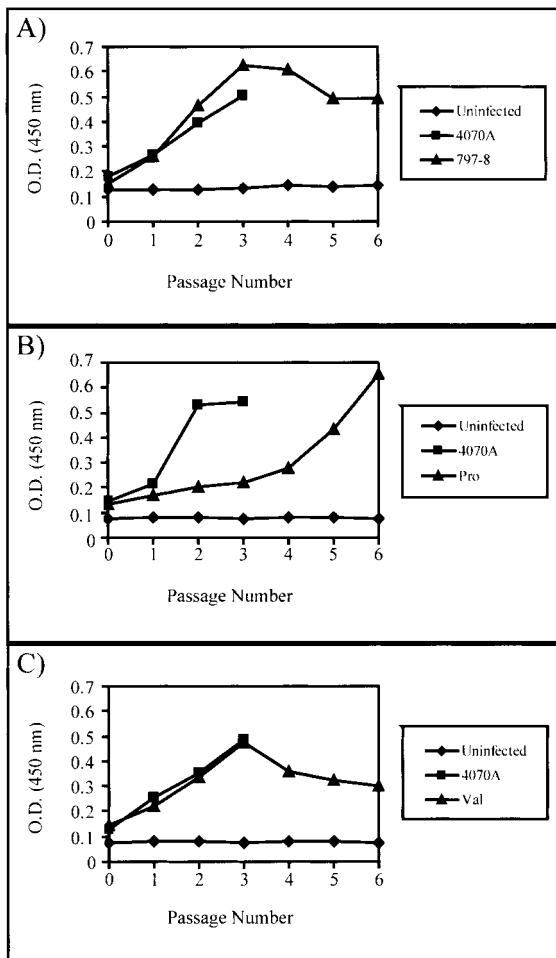 A)
0.7
0.6
0.5
0.4
0.3
0.2
0.1
0
O.D. (450 nm)
0 1 2 3 4 5 6
Passage Number
Uninfected
4070A
797-8
B)
0.7
0.6
0.5
0.4
0.3
0.2
0.1
0
O.D. (450 nm)
0 1 2 3 4 5 6
Passage Number
Uninfected
4070A
Pro
C)
0.7
0.6
0.5
0.4
0.3
0.2
0.1
0
O.D. (450 nm)
0 1 2 3 4 5 6
Passage Number
Uninfected
4070A
Val